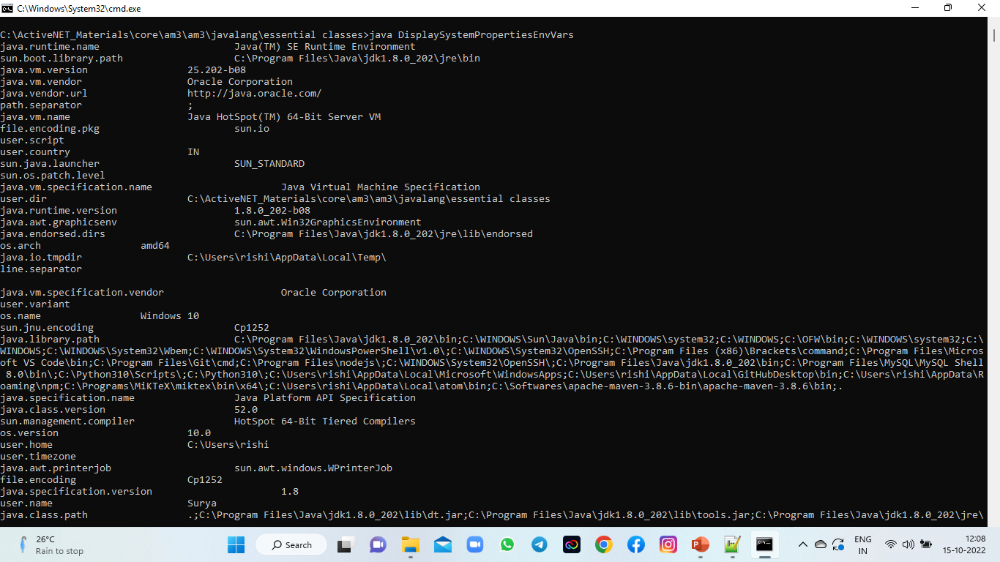 C:\Windows\System32\cmd.exe
C:\ActiveNET_Materials\core\am3\am3\javalang\essential classes>java DisplaySystemPropertiesEnvVars
java.runtime.name Java(TM) SE Runtime Environment
sun.boot.library.path C:\Program Files\Java\jdk1.8.0_202\jre\bin
java.vm.version 25.202-b08
java.vm.vendor Oracle Corporation
java.vendor.url http://java.oracle.com/
path.separator ;
java.vm.name Java HotSpot(TM) 64-Bit Server VM
file.encoding.pkg sun.io
user.script
user.country IN
sun.java.launcher SUN_STANDARD
sun.os.patch.level
java.vm.specification.name Java Virtual Machine Specification
user.dir C:\ActiveNET_Materials\core\am3\am3\javalang\essential classes
java.runtime.version 1.8.0_202-b08
java.awt.graphicsenv sun.awt.Win32GraphicsEnvironment
java.endorsed.dirs C:\Program Files\Java\jdk1.8.0_202\jre\lib\endorsed
os.arch amd64
java.io.tmpdir C:\Users\rishi\AppData\Local\Temp\
line.separator
java.vm.specification.vendor Oracle Corporation
user.variant
os.name Windows 10
sun.jnu.encoding Cp1252
java.library.path C:\Program Files\Java\jdk1.8.0_202\bin;C:\WINDOWS\Sun\Java\bin;C:\WINDOWS\system32;C:\WINDOWS;C:\OFW\bin;C:\WINDOWS\system32;C:\
WINDOWS;C:\WINDOWS\System32\Wbem;C:\WINDOWS\System32\WindowsPowerShell\v1.0\;C:\WINDOWS\System32\OpenSSH;C:\Program Files (x86)\Brackets\command;C:\Program Files\Micros
oft VS Code\bin;C:\Program Files\Git\cmd;C:\Program Files\nodejs\;C:\WINDOWS\System32\OpenSSH\;C:\Program Files\Java\jdk1.8.0_202\bin;C:\Program Files\MySQL\MySQL Shell
8.0\bin\;C:\Python310\Scripts\;C:\Python310\;C:\Users\rishi\AppData\Local\Microsoft\WindowsApps;C:\Users\rishi\AppData\Local\GitHubDesktop\bin;C:\Users\rishi\AppData\R
oaming\npm;C:\Programs\MiKTeX\miktex\bin\x64\;C:\Users\rishi\AppData\Local\atom\bin;C:\Softwares\apache-maven-3.8.6-bin\apache-maven-3.8.6\bin;.
java.specification.name Java Platform API Specification
java.class.version 52.0
sun.management.compiler HotSpot 64-Bit Tiered Compilers
os.version 10.0
user.home C:\Users\rishi
user.timezone
java.awt.printerjob sun.awt.windows.WPrinterJob
file.encoding Cp1252
java.specification.version 1.8
user.name Surya
java.class.path .;C:\Program Files\Java\jdk1.8.0_202\lib\dt.jar;C:\Program Files\Java\jdk1.8.0_202\lib\tools.jar;C:\Program Files\Java\jdk1.8.0_202\jre\
26°C
Rain to stop
Search
ENG
IN
12:08
15-10-2022